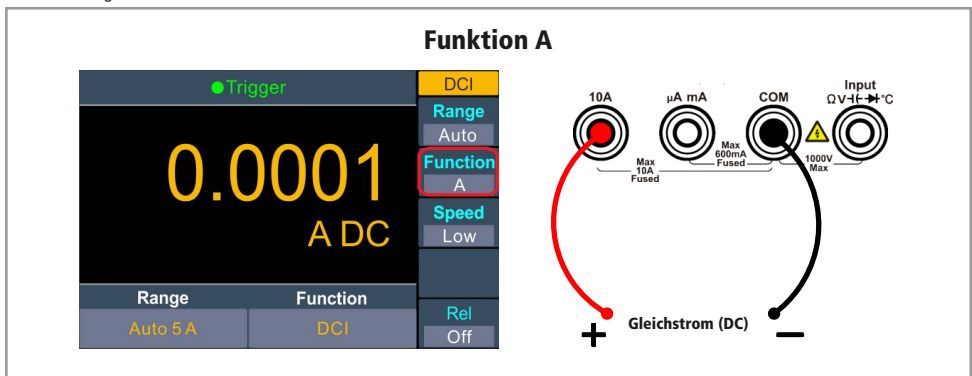 Funktion A
Trigger
DCI
Range
Auto
Function
A
Speed
Low
0.0001
A DC
Range
Function
Auto 5 A
DCI
Rel
Off
10A
µA mA
COM
Input
ΩV °C
Max
10A
Fused
Max
600mA
Fused
1000V
Max
+
Gleichstrom (DC)
−